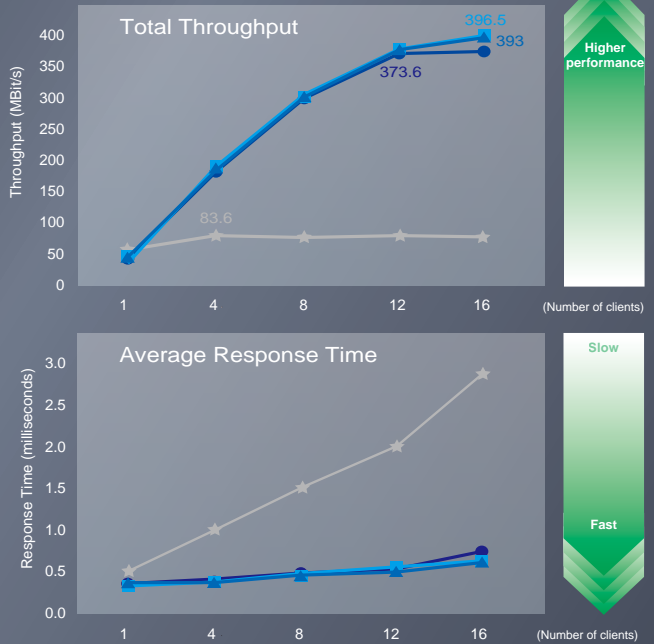 Total Throughput
Throughput (MBit/s)
400
350
300
250
200
150
100
50
0
396.5
393
373.6
83.6
1 4 8 12 16
(Number of clients)
Higher
performance
Average Response Time
Response Time (milliseconds)
3.0
2.5
2.0
1.5
1.0
0.5
0.0
1 4 8 12 16
(Number of clients)
Slow
Fast